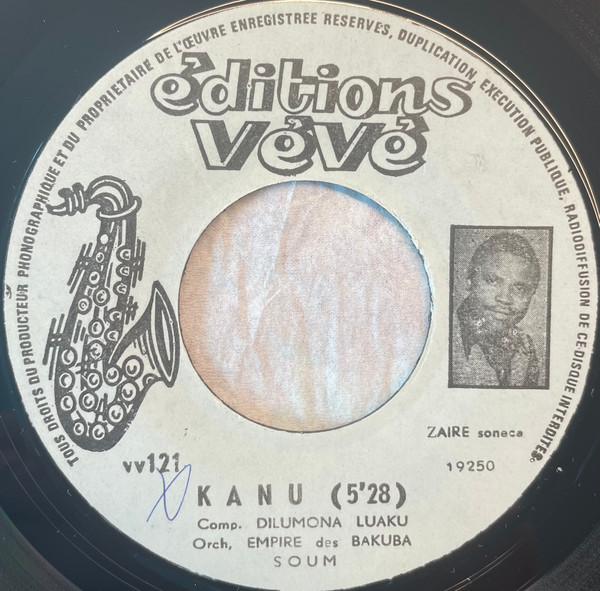 TOUS DROITS DU PRODUCTEUR PHONOGRAPHIQUE ET DU PROPRIETAIRE DE L'ŒUVRE ENREGISTREE RESERVES, DUPLICATION, EXECUTION PUBLIQUE, RADIODIFFUSION DE CE DISQUE INTERDITES.
éditions
vévé
ZAIRE soneca
vv121
19250
KANU (5'28)
Comp. DILUMONA LUAKU
Orch, EMPIRE des BAKUBA
SOUM